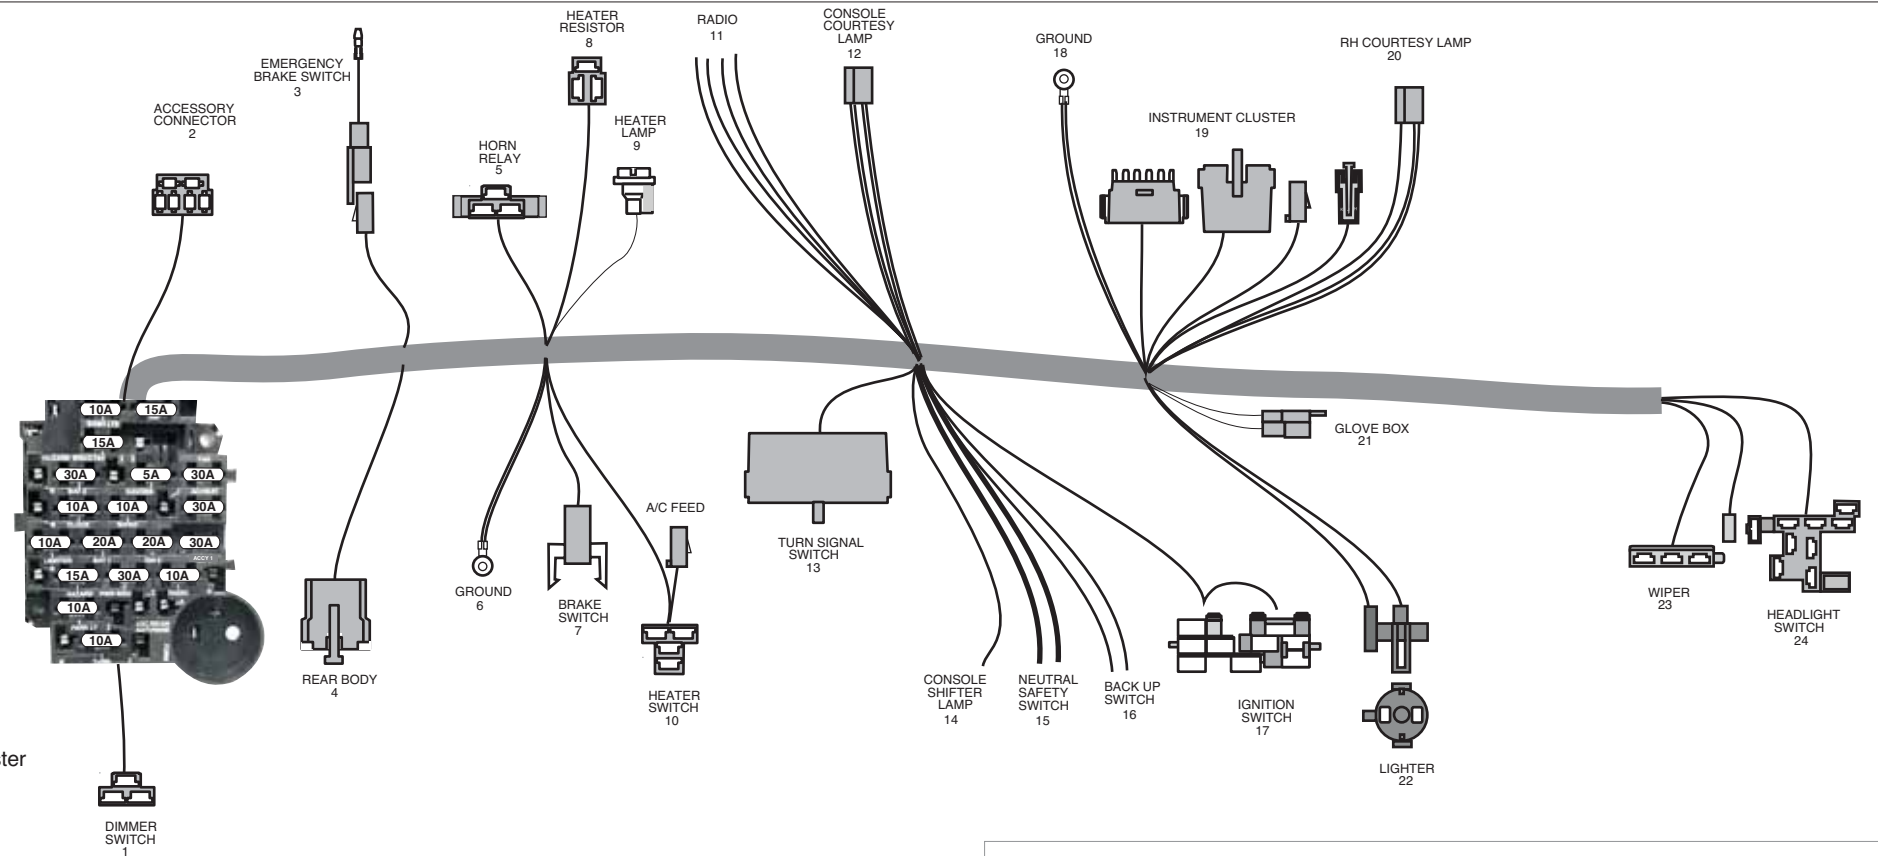 HEATER
RESISTOR
8
RADIO
11
CONSOLE
COURTESY
LAMP
12
GROUND
18
RH COURTESY LAMP
20
EMERGENCY
BRAKE SWITCH
3
ACCESSORY
CONNECTOR
2
HORN
RELAY
5
HEATER
LAMP
9
INSTRUMENT CLUSTER
19
10A 15A
15A
30A 5A 30A
10A 10A 30A
10A 20A 20A 30A
ACCY
15A 30A 10A
10A
10A
GLOVE BOX
21
A/C FEED
TURN SIGNAL
SWITCH
13
GROUND
6
BRAKE
SWITCH
7
WIPER
23
HEADLIGHT
SWITCH
24
REAR BODY
4
HEATER
SWITCH
10
CONSOLE
SHIFTER
LAMP
14
NEUTRAL
SAFETY
SWITCH
15
BACK UP
SWITCH
16
IGNITION
SWITCH
17
LIGHTER
22
ster
DIMMER
SWITCH
1